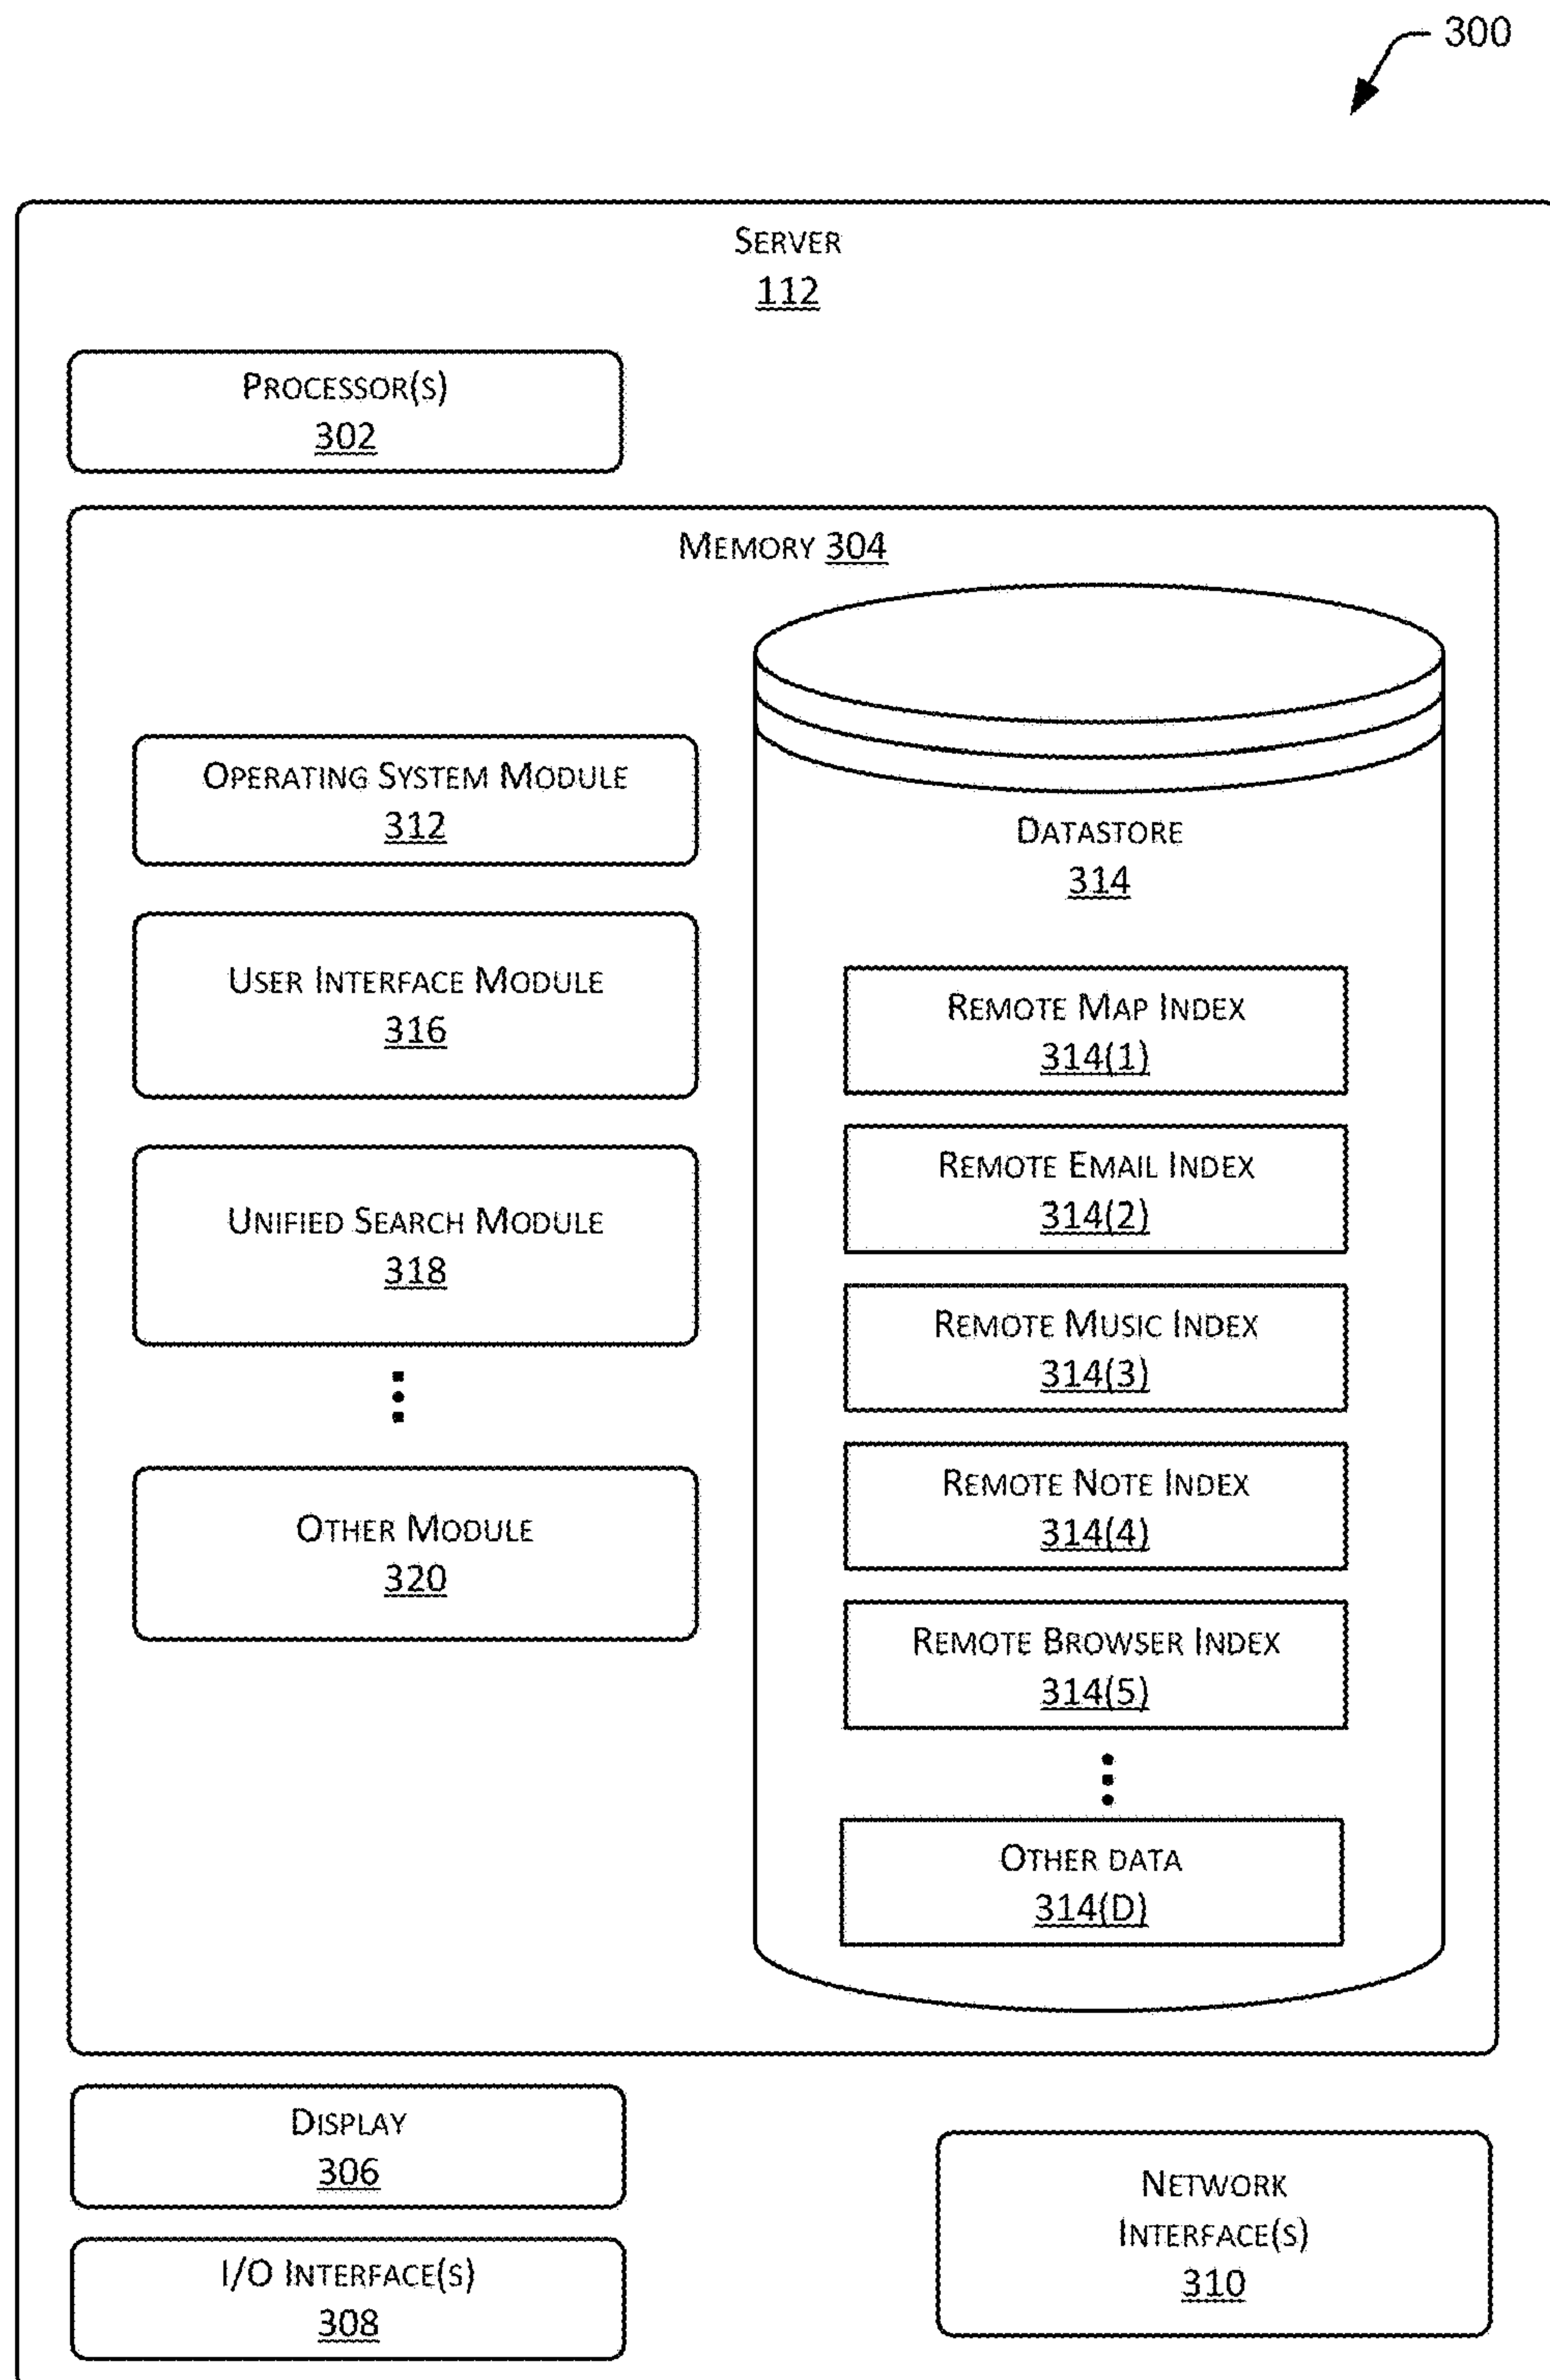 300
SERVER
112
PROCESSOR(S)
302
MEMORY 304
OPERATING SYSTEM MODULE
312
USER INTERFACE MODULE
316
UNIFIED SEARCH MODULE
318
OTHER MODULE
320
DATASTORE
314
REMOTE MAP INDEX
314(1)
REMOTE EMAIL INDEX
314(2)
REMOTE MUSIC INDEX
314(3)
REMOTE NOTE INDEX
314(4)
REMOTE BROWSER INDEX
314(5)
OTHER DATA
314(D)
DISPLAY
306
I/O INTERFACE(S)
308
NETWORK
INTERFACE(S)
310